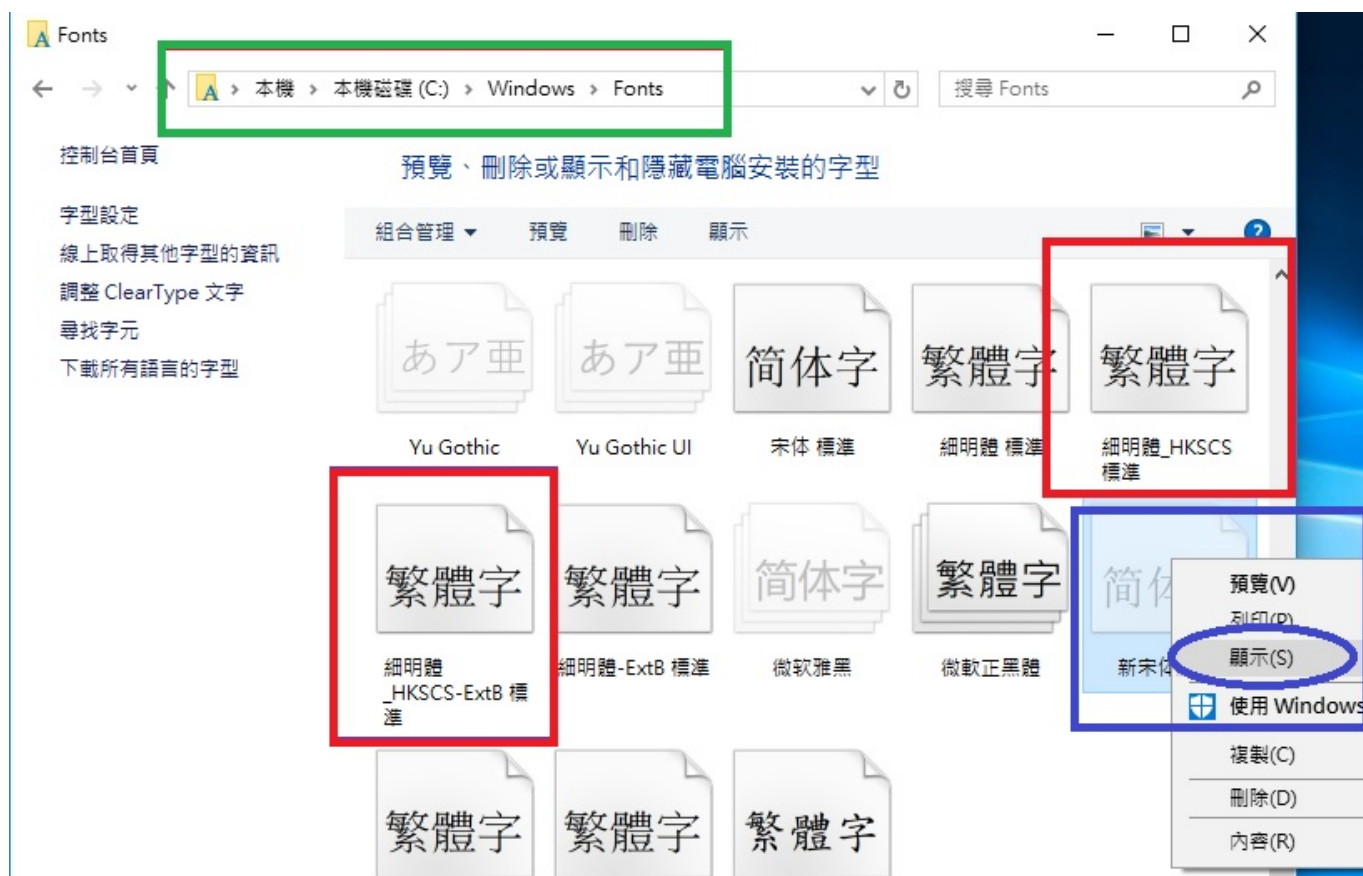 Fonts
本機 › 本機磁碟 (C:) › Windows › Fonts
搜尋 Fonts
控制台首頁
字型設定
線上取得其他字型的資訊
調整 ClearType 文字
尋找字元
下載所有語言的字型
預覽、刪除或顯示和隱藏電腦安裝的字型
組合管理 預覽 刪除 顯示
あア亜 あア亜 简体字 繁體字 繁體字
Yu Gothic Yu Gothic UI 宋体 標準 細明體 標準 細明體_HKSCS
標準
繁體字 繁體字 简体字 繁體字 简体
細明體 細明體-ExtB 標準 微软雅黑 微軟正黑體 新宋体
_HKSCS-ExtB 標
準
預覽(V)
列印(P)
顯示(S)
使用 Windows
複製(C)
刪除(D)
內容(R)
繁體字 繁體字 繁體字